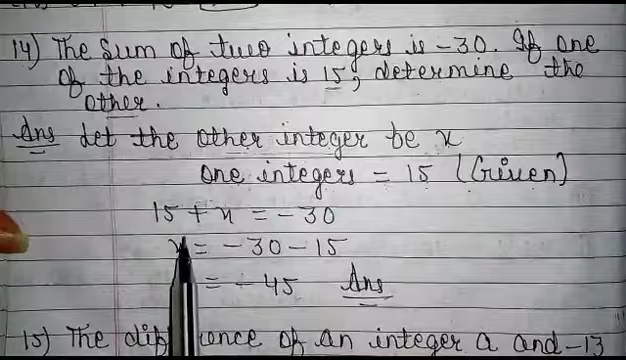 14) The Sum of two integers is -30. If one
of the integers is 15, determine the
other.
Ans Let the other integer be x
One integers = 15 (Given)
15 + x = -30
x = -30 - 15
= -45 Ans
15) The of an integer a and -13